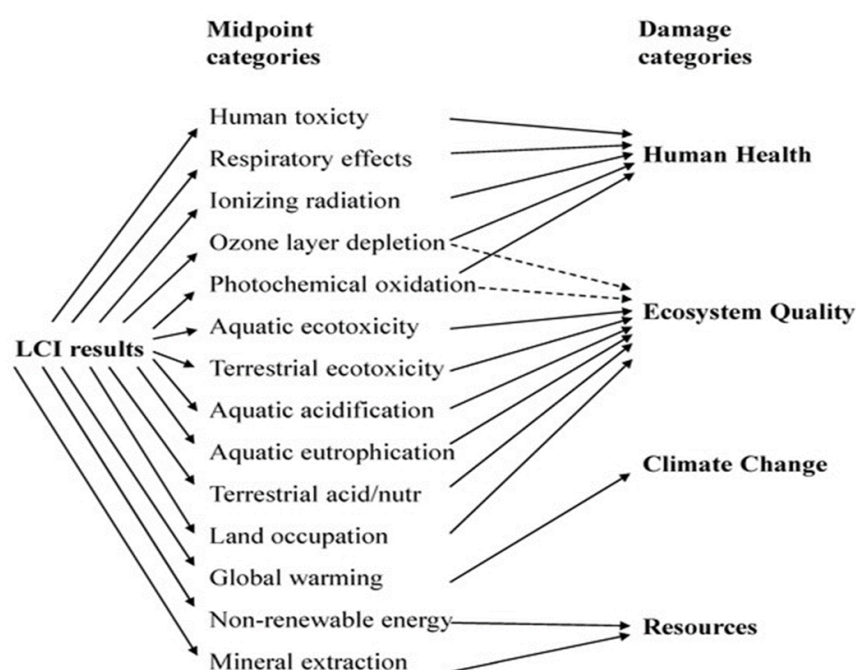 Midpoint
categories
Damage
categories
Human toxicty
Respiratory effects
Ionizing radiation
Ozone layer depletion
Photochemical oxidation
Aquatic ecotoxicity
Terrestrial ecotoxicity
Aquatic acidification
Aquatic eutrophication
Terrestrial acid/nutr
Land occupation
Global warming
Non-renewable energy
Mineral extraction
LCI results
Human Health
Ecosystem Quality
Climate Change
Resources